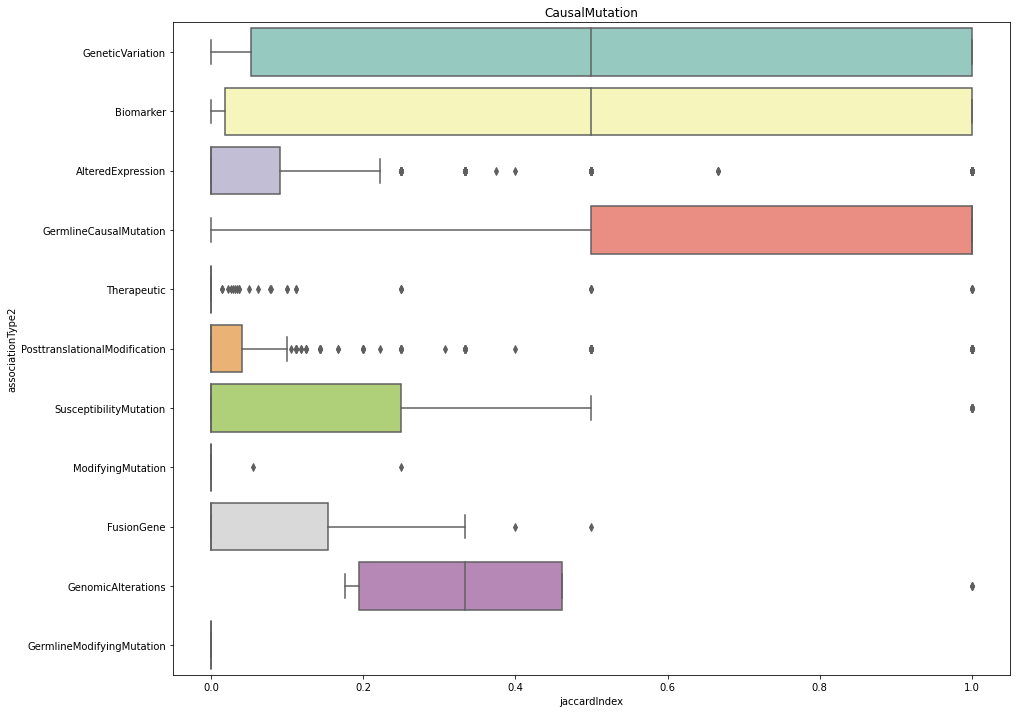 CausalMutation
GeneticVariation
Biomarker
AlteredExpression
GermlineCausalMutation
Therapeutic
PosttranslationalModification
SusceptibilityMutation
ModifyingMutation
FusionGene
GenomicAlterations
GermlineModifyingMutation
associationType2
0.0 0.2 0.4 0.6 0.8 1.0
jaccardIndex